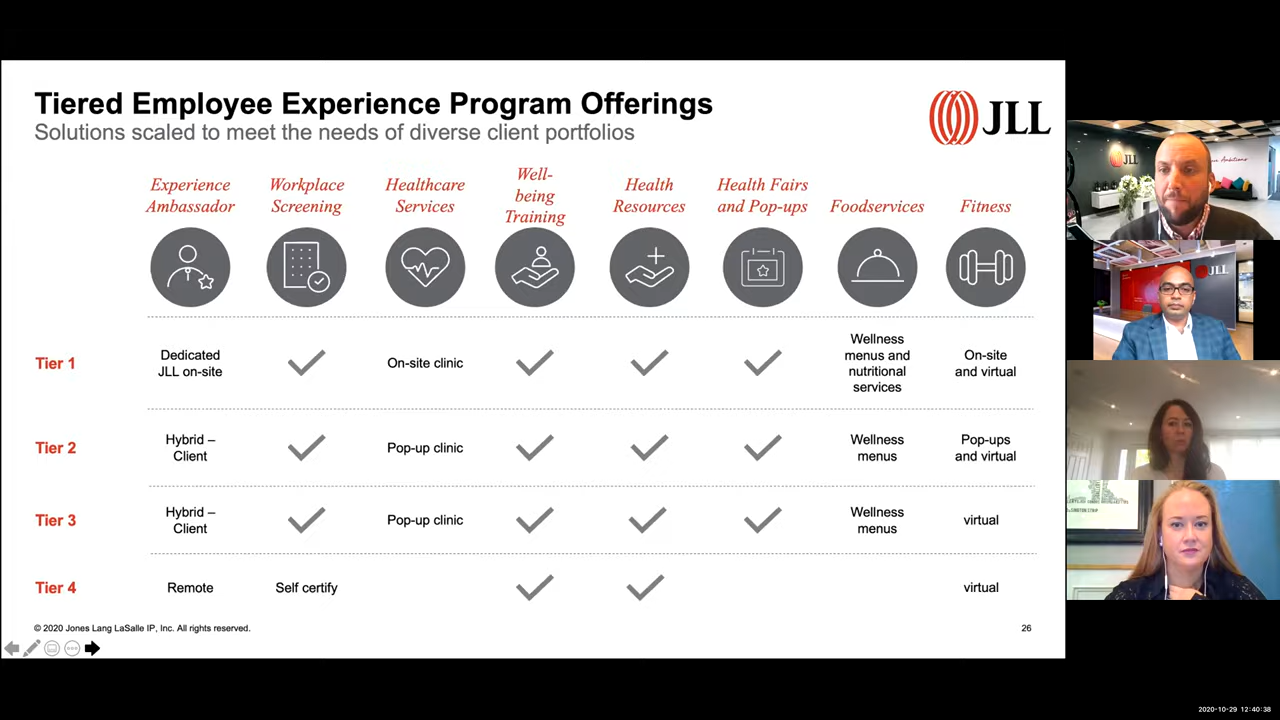 Tiered Employee Experience Program Offerings
Solutions scaled to meet the needs of diverse client portfolios
JLL
Experience
Ambassador
Workplace
Screening
Healthcare
Services
Well-
being
Training
Health
Resources
Health Fairs
and Pop-ups
Foodservices
Fitness
Tier 1
Dedicated
JLL on-site
On-site clinic
Wellness
menus and
nutritional
services
On-site
and virtual
Tier 2
Hybrid –
Client
Pop-up clinic
Wellness
menus
Pop-ups
and virtual
Tier 3
Hybrid –
Client
Pop-up clinic
Wellness
menus
virtual
Tier 4
Remote
Self certify
virtual
© 2020 Jones Lang LaSalle IP, Inc. All rights reserved.
26
JLL
Ambitions
JLL
2020-10-29 12:40:38